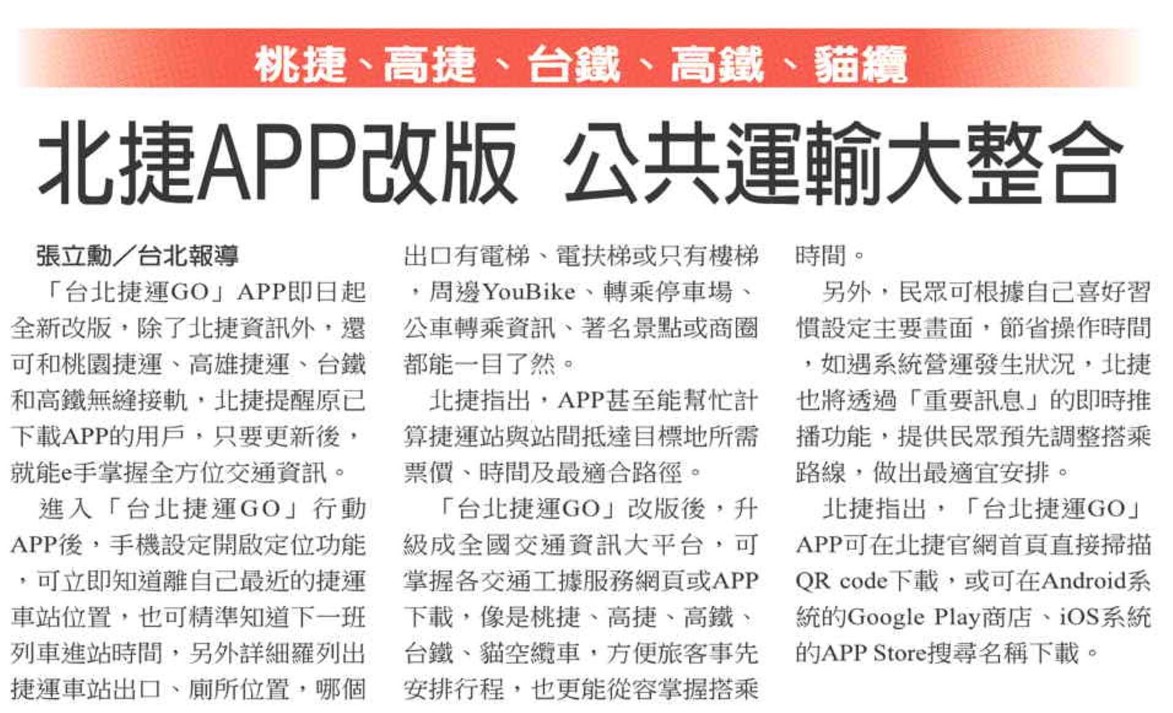 桃捷、高捷、台鐵、高鐵、貓纜
北捷APP改版 公共運輸大整合
張立勳／台北報導
「台北捷運GO」APP即日起
全新改版，除了北捷資訊外，還
可和桃園捷運、高雄捷運、台鐵
和高鐵無縫接軌，北捷提醒原已
下載APP的用戶，只要更新後，
就能e手掌握全方位交通資訊。
進入「台北捷運GO」行動
APP後，手機設定開啟定位功能
，可立即知道離自己最近的捷運
車站位置，也可精準知道下一班
列車進站時間，另外詳細羅列出
捷運車站出口、廁所位置，哪個
出口有電梯、電扶梯或只有樓梯
，周邊YouBike、轉乘停車場、
公車轉乘資訊、著名景點或商圈
都能一目了然。
北捷指出，APP甚至能幫忙計
算捷運站與站間抵達目標地所需
票價、時間及最適合路徑。
「台北捷運GO」改版後，升
級成全國交通資訊大平台，可
掌握各交通工據服務網頁或APP
下載，像是桃捷、高捷、高鐵、
台鐵、貓空纜車，方便旅客事先
安排行程，也更能從容掌握搭乘
時間。
另外，民眾可根據自己喜好習
慣設定主要畫面，節省操作時間
，如遇系統營運發生狀況，北捷
也將透過「重要訊息」的即時推
播功能，提供民眾預先調整搭乘
路線，做出最適宜安排。
北捷指出，「台北捷運GO」
APP可在北捷官網首頁直接掃描
QR code下載，或可在Android系
統的Google Play商店、iOS系統
的APP Store搜尋名稱下載。